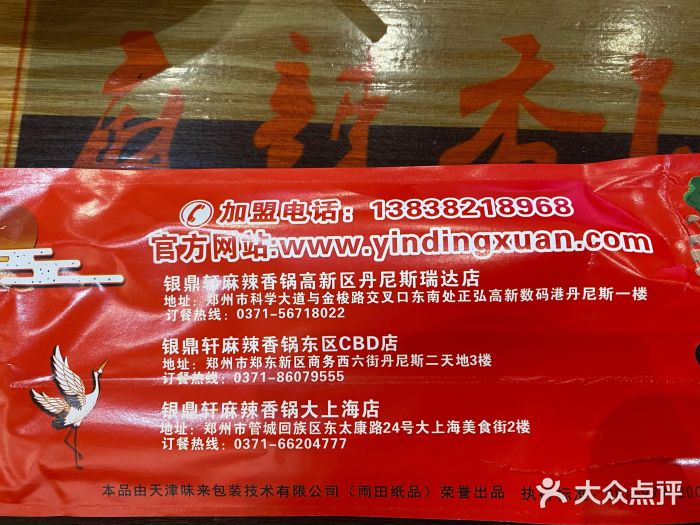 麻辣香
加盟电话：13838218968
官方网站:www.yindingxuan.com
银鼎轩麻辣香锅高新区丹尼斯瑞达店
地址：郑州市科学大道与金梭路交叉口东南处正弘高新数码港丹尼斯一楼
订餐热线：0371-56718022
银鼎轩麻辣香锅东区CBD店
地址：郑州市郑东新区商务西六街丹尼斯二天地3楼
订餐热线：0371-86079555
银鼎轩麻辣香锅大上海店
地址：郑州市管城回族区东太康路24号大上海美食街2楼
订餐热线：0371-66204777
本品由天津味来包装技术有限公司（雨田纸品）荣誉出品 执行标准
大众点评